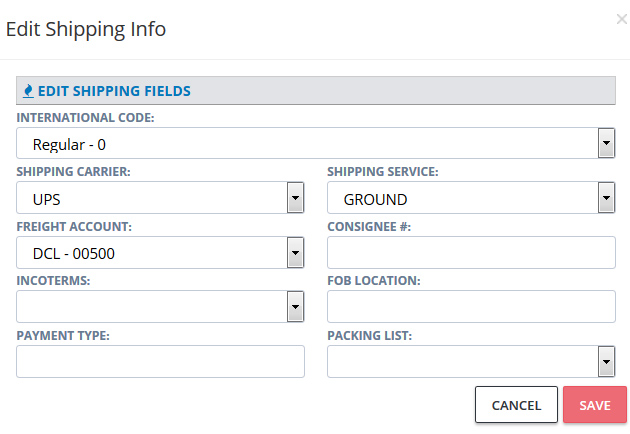 Edit Shipping Info
×
EDIT SHIPPING FIELDS
INTERNATIONAL CODE:
Regular - 0
SHIPPING CARRIER:
SHIPPING SERVICE:
UPS
GROUND
FREIGHT ACCOUNT:
CONSIGNEE #:
DCL - 00500
INCOTERMS:
FOB LOCATION:
PAYMENT TYPE:
PACKING LIST:
CANCEL
SAVE